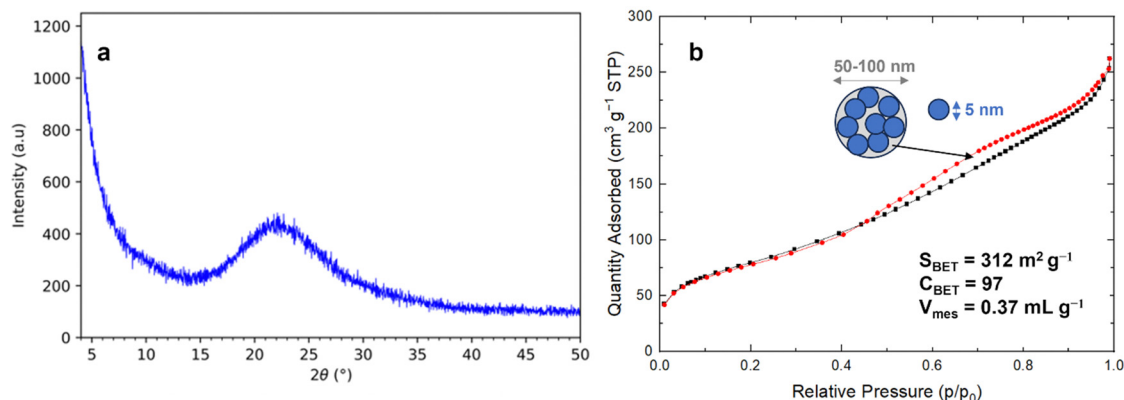 a
1200
1000
800
600
400
200
0
Intensity (a.u)
5 10 15 20 25 30 35 40 45 50
2θ (°)
b
300
250
200
150
100
50
0
Quantity Adsorbed (cm³ g⁻¹ STP)
50-100 nm
5 nm
S_BET = 312 m² g⁻¹
C_BET = 97
V_mes = 0.37 mL g⁻¹
0.0 0.2 0.4 0.6 0.8 1.0
Relative Pressure (p/p₀)